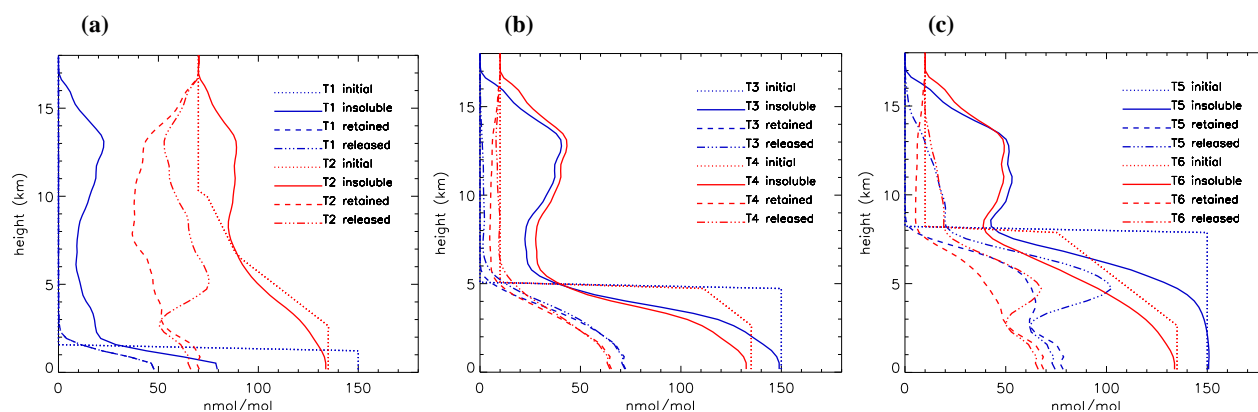 (a)
(b)
(c)
T1 initial
T1 insoluble
T1 retained
T1 released
T2 initial
T2 insoluble
T2 retained
T2 released
height (km)
15
10
5
0
0 50 100 150
nmol/mol
T3 initial
T3 insoluble
T3 retained
T3 released
T4 initial
T4 insoluble
T4 retained
T4 released
height (km)
15
10
5
0
0 50 100 150
nmol/mol
T5 initial
T5 insoluble
T5 retained
T5 released
T6 initial
T6 insoluble
T6 retained
T6 released
height (km)
15
10
5
0
0 50 100 150
nmol/mol